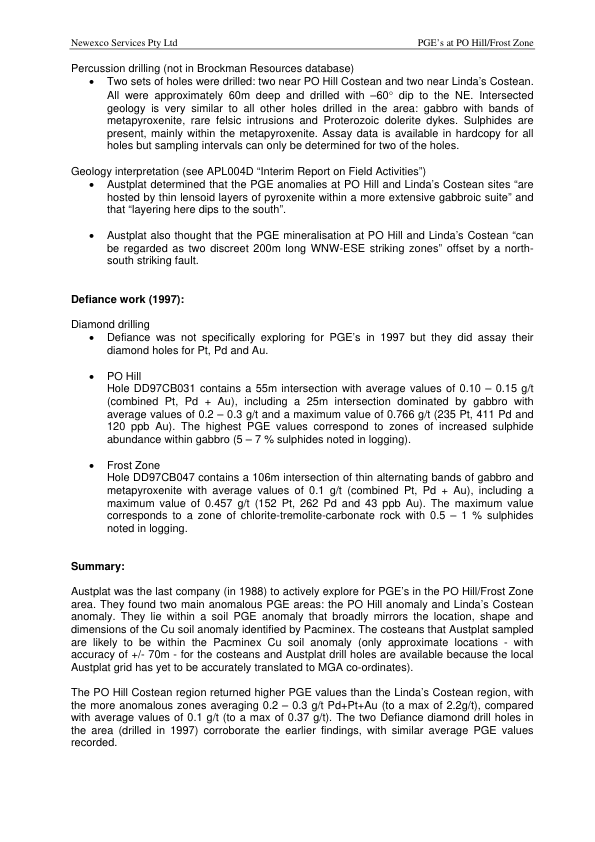 Newexco Services Pty Ltd PGE's at PO Hill/Frost Zone
Percussion drilling (not in Brockman Resources database)
• Two sets of holes were drilled: two near PO Hill Costean and two near Linda's Costean.
All were approximately 60m deep and drilled with –60° dip to the NE. Intersected
geology is very similar to all other holes drilled in the area: gabbro with bands of
metapyroxenite, rare felsic intrusions and Proterozoic dolerite dykes. Sulphides are
present, mainly within the metapyroxenite. Assay data is available in hardcopy for all
holes but sampling intervals can only be determined for two of the holes.
Geology interpretation (see APL004D “Interim Report on Field Activities”)
• Austplat determined that the PGE anomalies at PO Hill and Linda's Costean sites “are
hosted by thin lensoid layers of pyroxenite within a more extensive gabbroic suite” and
that “layering here dips to the south”.
• Austplat also thought that the PGE mineralisation at PO Hill and Linda's Costean “can
be regarded as two discreet 200m long WNW-ESE striking zones” offset by a north-
south striking fault.
Defiance work (1997):
Diamond drilling
• Defiance was not specifically exploring for PGE's in 1997 but they did assay their
diamond holes for Pt, Pd and Au.
• PO Hill
Hole DD97CB031 contains a 55m intersection with average values of 0.10 – 0.15 g/t
(combined Pt, Pd + Au), including a 25m intersection dominated by gabbro with
average values of 0.2 – 0.3 g/t and a maximum value of 0.766 g/t (235 Pt, 411 Pd and
120 ppb Au). The highest PGE values correspond to zones of increased sulphide
abundance within gabbro (5 – 7 % sulphides noted in logging).
• Frost Zone
Hole DD97CB047 contains a 106m intersection of thin alternating bands of gabbro and
metapyroxenite with average values of 0.1 g/t (combined Pt, Pd + Au), including a
maximum value of 0.457 g/t (152 Pt, 262 Pd and 43 ppb Au). The maximum value
corresponds to a zone of chlorite-tremolite-carbonate rock with 0.5 – 1 % sulphides
noted in logging.
Summary:
Austplat was the last company (in 1988) to actively explore for PGE's in the PO Hill/Frost Zone
area. They found two main anomalous PGE areas: the PO Hill anomaly and Linda's Costean
anomaly. They lie within a soil PGE anomaly that broadly mirrors the location, shape and
dimensions of the Cu soil anomaly identified by Pacminex. The costeans that Austplat sampled
are likely to be within the Pacminex Cu soil anomaly (only approximate locations - with
accuracy of +/- 70m - for the costeans and Austplat drill holes are available because the local
Austplat grid has yet to be accurately translated to MGA co-ordinates).
The PO Hill Costean region returned higher PGE values than the Linda's Costean region, with
the more anomalous zones averaging 0.2 – 0.3 g/t Pd+Pt+Au (to a max of 2.2g/t), compared
with average values of 0.1 g/t (to a max of 0.37 g/t). The two Defiance diamond drill holes in
the area (drilled in 1997) corroborate the earlier findings, with similar average PGE values
recorded.